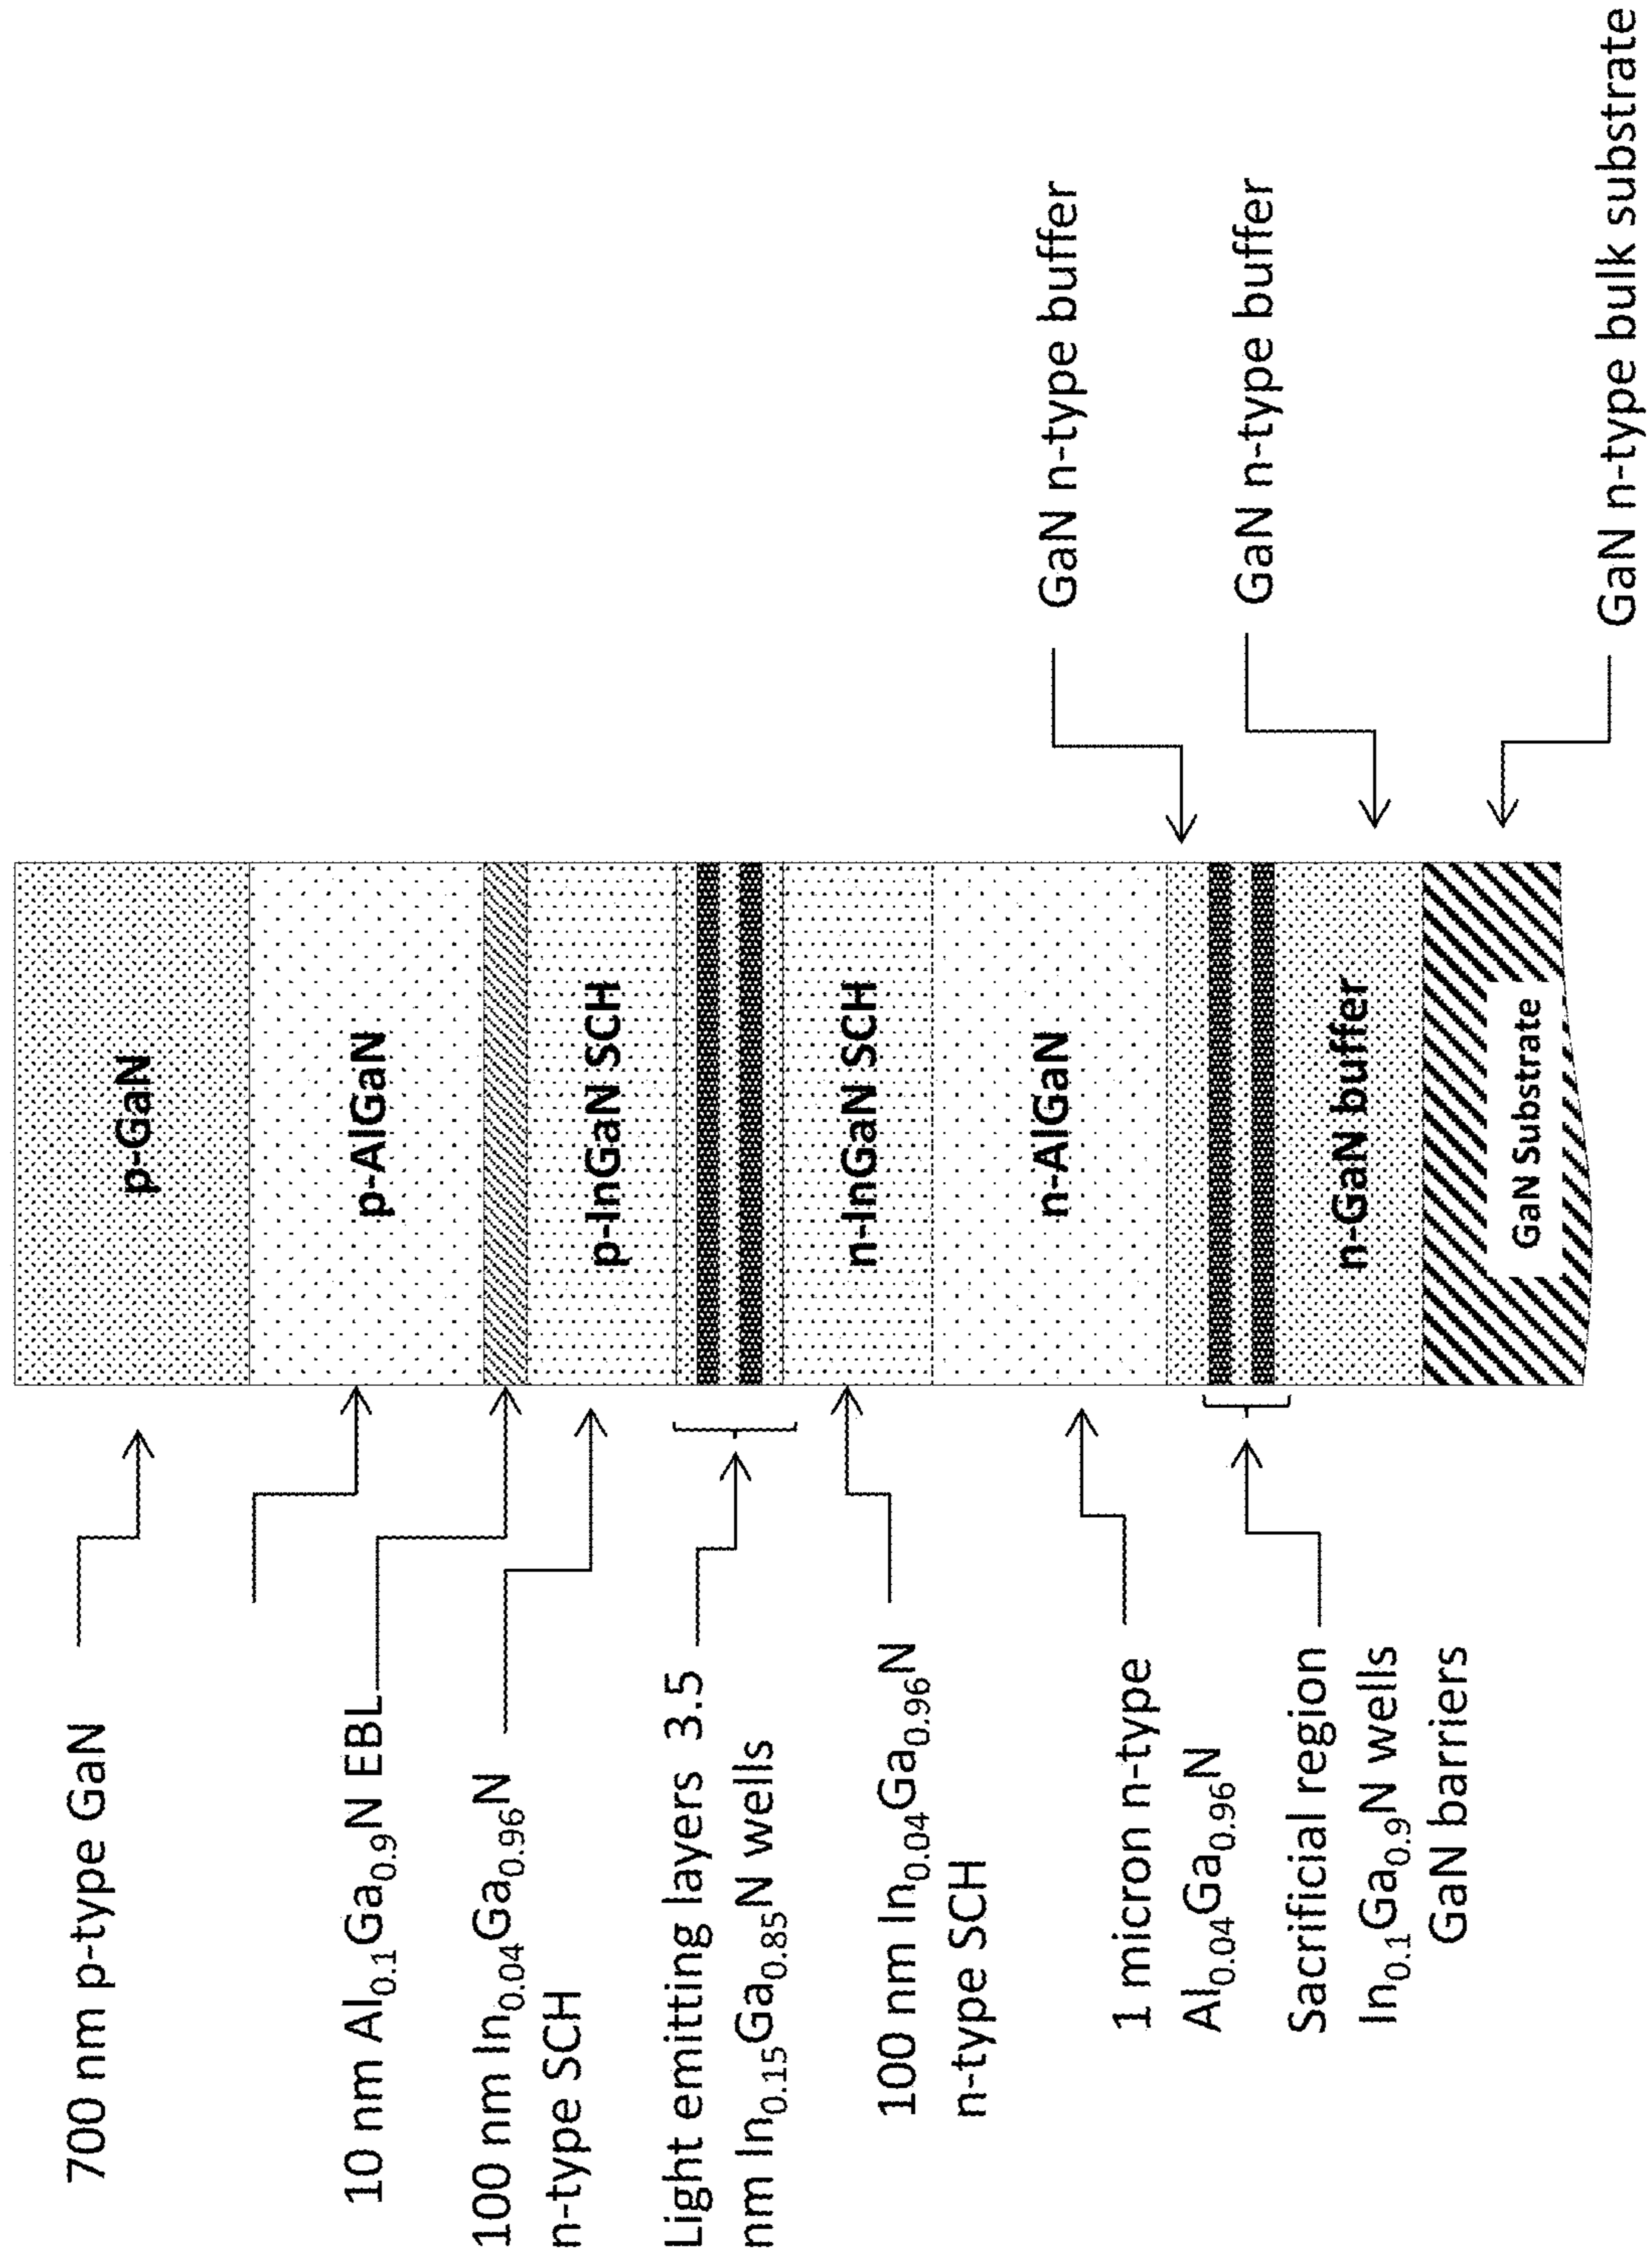 700 nm p-type GaN
10 nm Al0.1Ga0.9N EBL
100 nm In0.04Ga0.96N
n-type SCH
Light emitting layers 3.5
nm In0.15Ga0.85N wells
100 nm In0.04Ga0.96N
n-type SCH
1 micron n-type
Al0.04Ga0.96N
Sacrificial region
In0.1Ga0.9N wells
GaN barriers
p-GaN
p-AlGaN
p-InGaN SCH
n-InGaN SCH
n-AlGaN
n-GaN buffer
GaN Substrate
GaN n-type buffer
GaN n-type buffer
GaN n-type bulk substrate